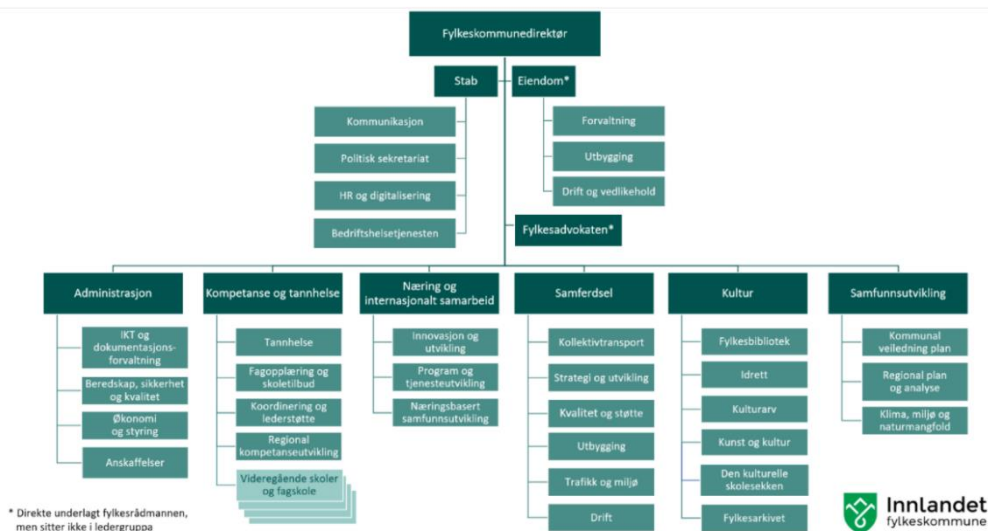 Fylkeskommunedirektør
Stab
Eiendom*
Kommunikasjon
Politisk sekretariat
HR og digitalisering
Bedriftshelsetjenesten
Forvaltning
Utbygging
Drift og vedlikehold
Fylkesadvokaten*
Administrasjon
IKT og
dokumentasjons-
forvaltning
Beredskap, sikkerhet
og kvalitet
Økonomi
og styring
Anskaffelser
Kompetanse og tannhelse
Tannhelse
Fagopplæring og
skoletilbud
Koordinering og
lederstøtte
Regional
kompetanseutvikling
Videregående skoler
og fagskole
Næring og
internasjonalt samarbeid
Innovasjon og
utvikling
Program og
tjenesteutvikling
Næringsbasert
samfunnsutvikling
Samferdsel
Kollektivtransport
Strategi og utvikling
Kvalitet og støtte
Utbygging
Trafikk og miljø
Drift
Kultur
Fylkesbibliotek
Idrett
Kulturarv
Kunst og kultur
Den kulturelle
skolesekken
Fylkesarkivet
Samfunnsutvikling
Kommunal
veiledning plan
Regional plan
og analyse
Klima, miljø og
naturmangfold
* Direkte underlagt fylkesrådmannen,
men sitter ikke i ledergruppa
Innlandet
fylkeskommune